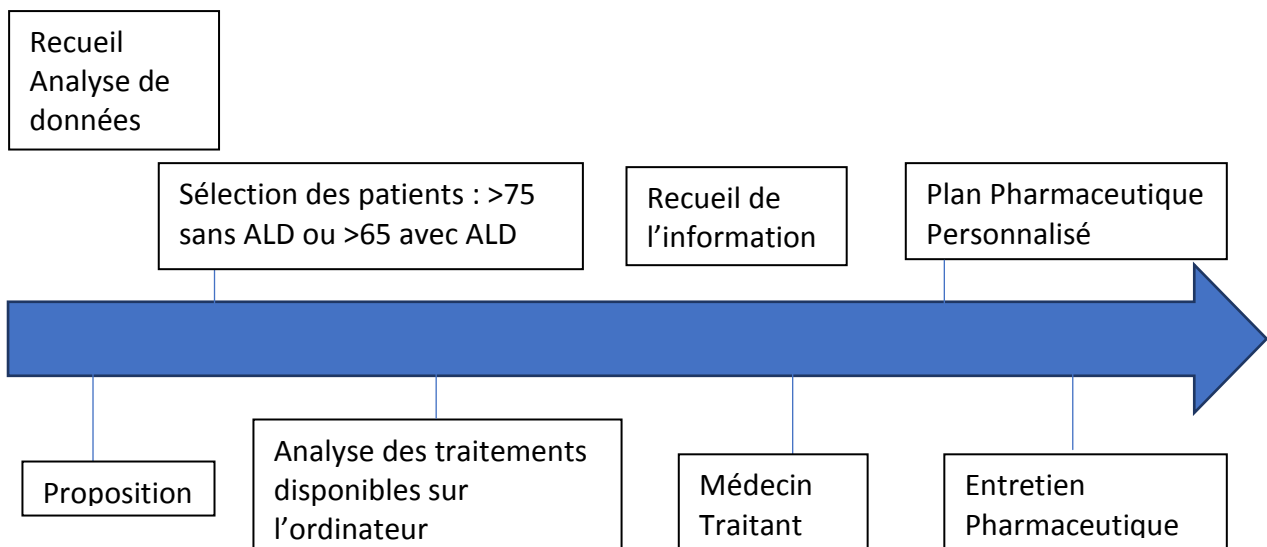 Recueil
Analyse de
données
Sélection des patients : >75
sans ALD ou >65 avec ALD
Recueil de
l’information
Plan Pharmaceutique
Personnalisé
Proposition
Analyse des traitements
disponibles sur
l’ordinateur
Médecin
Traitant
Entretien
Pharmaceutique